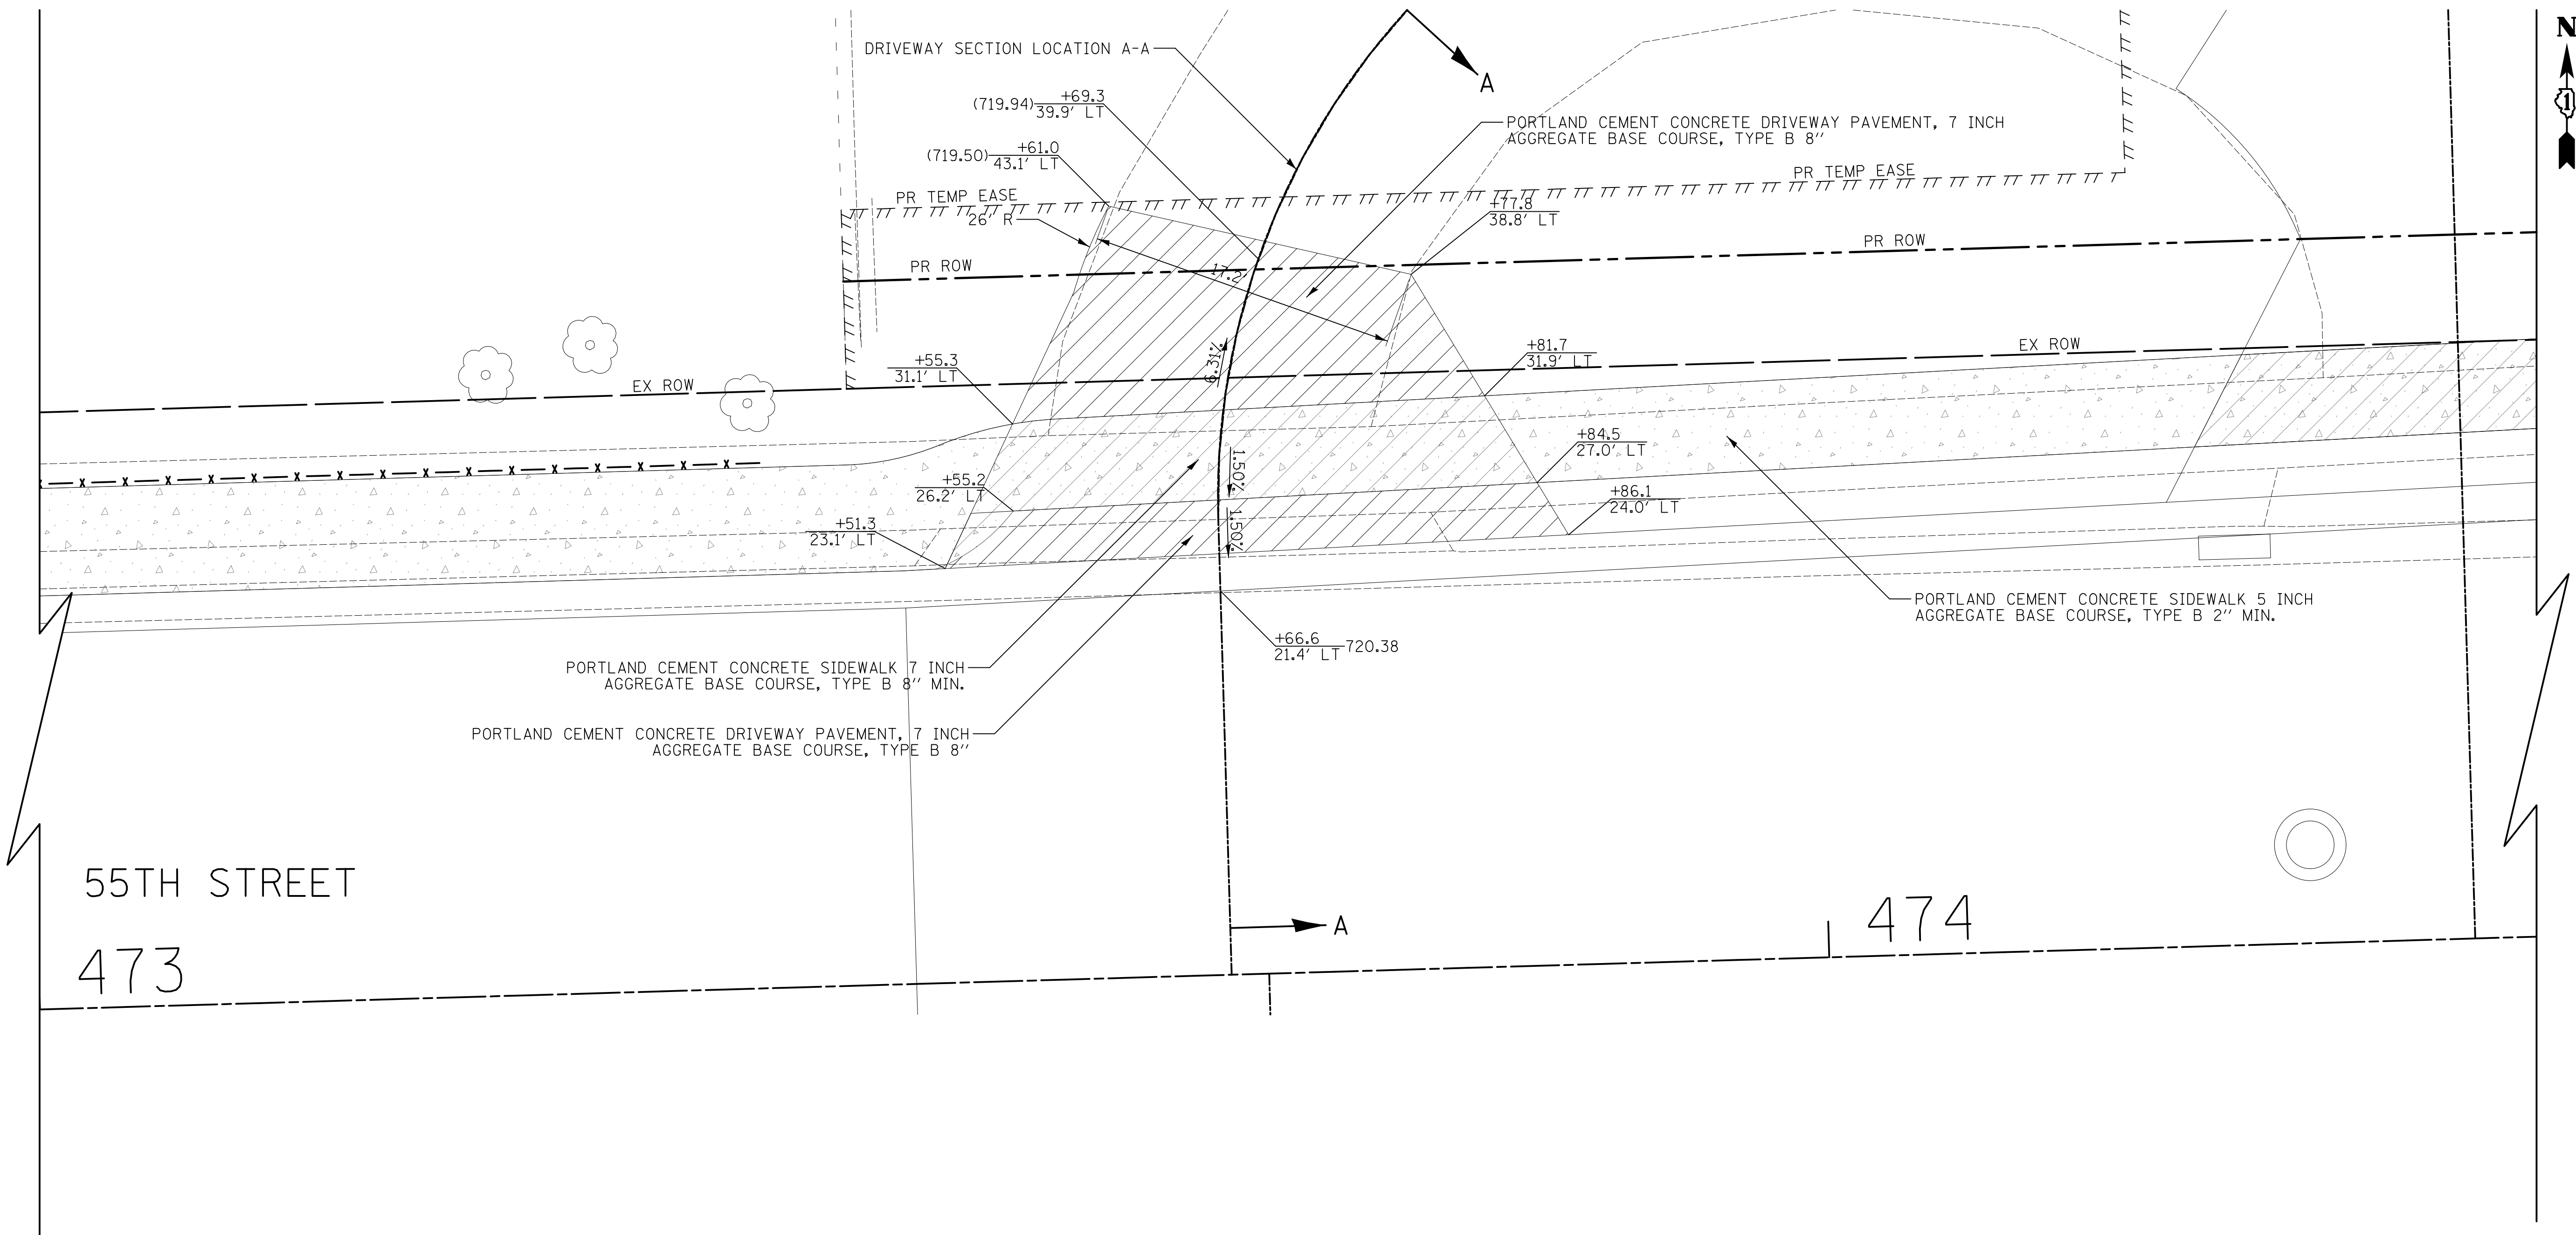 N
1
DRIVEWAY SECTION LOCATION A-A
A
(719.94) +69.3
39.9' LT
PORTLAND CEMENT CONCRETE DRIVEWAY PAVEMENT, 7 INCH
AGGREGATE BASE COURSE, TYPE B 8''
(719.50) +61.0
43.1' LT
PR TEMP EASE
PR TEMP EASE
26' R
+77.8
38.8' LT
PR ROW
PR ROW
17.2'
EX ROW
+81.7
31.9' LT
6.31%
+55.3
31.1' LT
EX ROW
+84.5
27.0' LT
1.50%
+55.2
26.2' LT
+86.1
24.0' LT
+51.3
23.1' LT
1.50%
PORTLAND CEMENT CONCRETE SIDEWALK 5 INCH
AGGREGATE BASE COURSE, TYPE B 2'' MIN.
+66.6 720.38
21.4' LT
PORTLAND CEMENT CONCRETE SIDEWALK 7 INCH
AGGREGATE BASE COURSE, TYPE B 8'' MIN.
PORTLAND CEMENT CONCRETE DRIVEWAY PAVEMENT, 7 INCH
AGGREGATE BASE COURSE, TYPE B 8''
55TH STREET
A
474
473